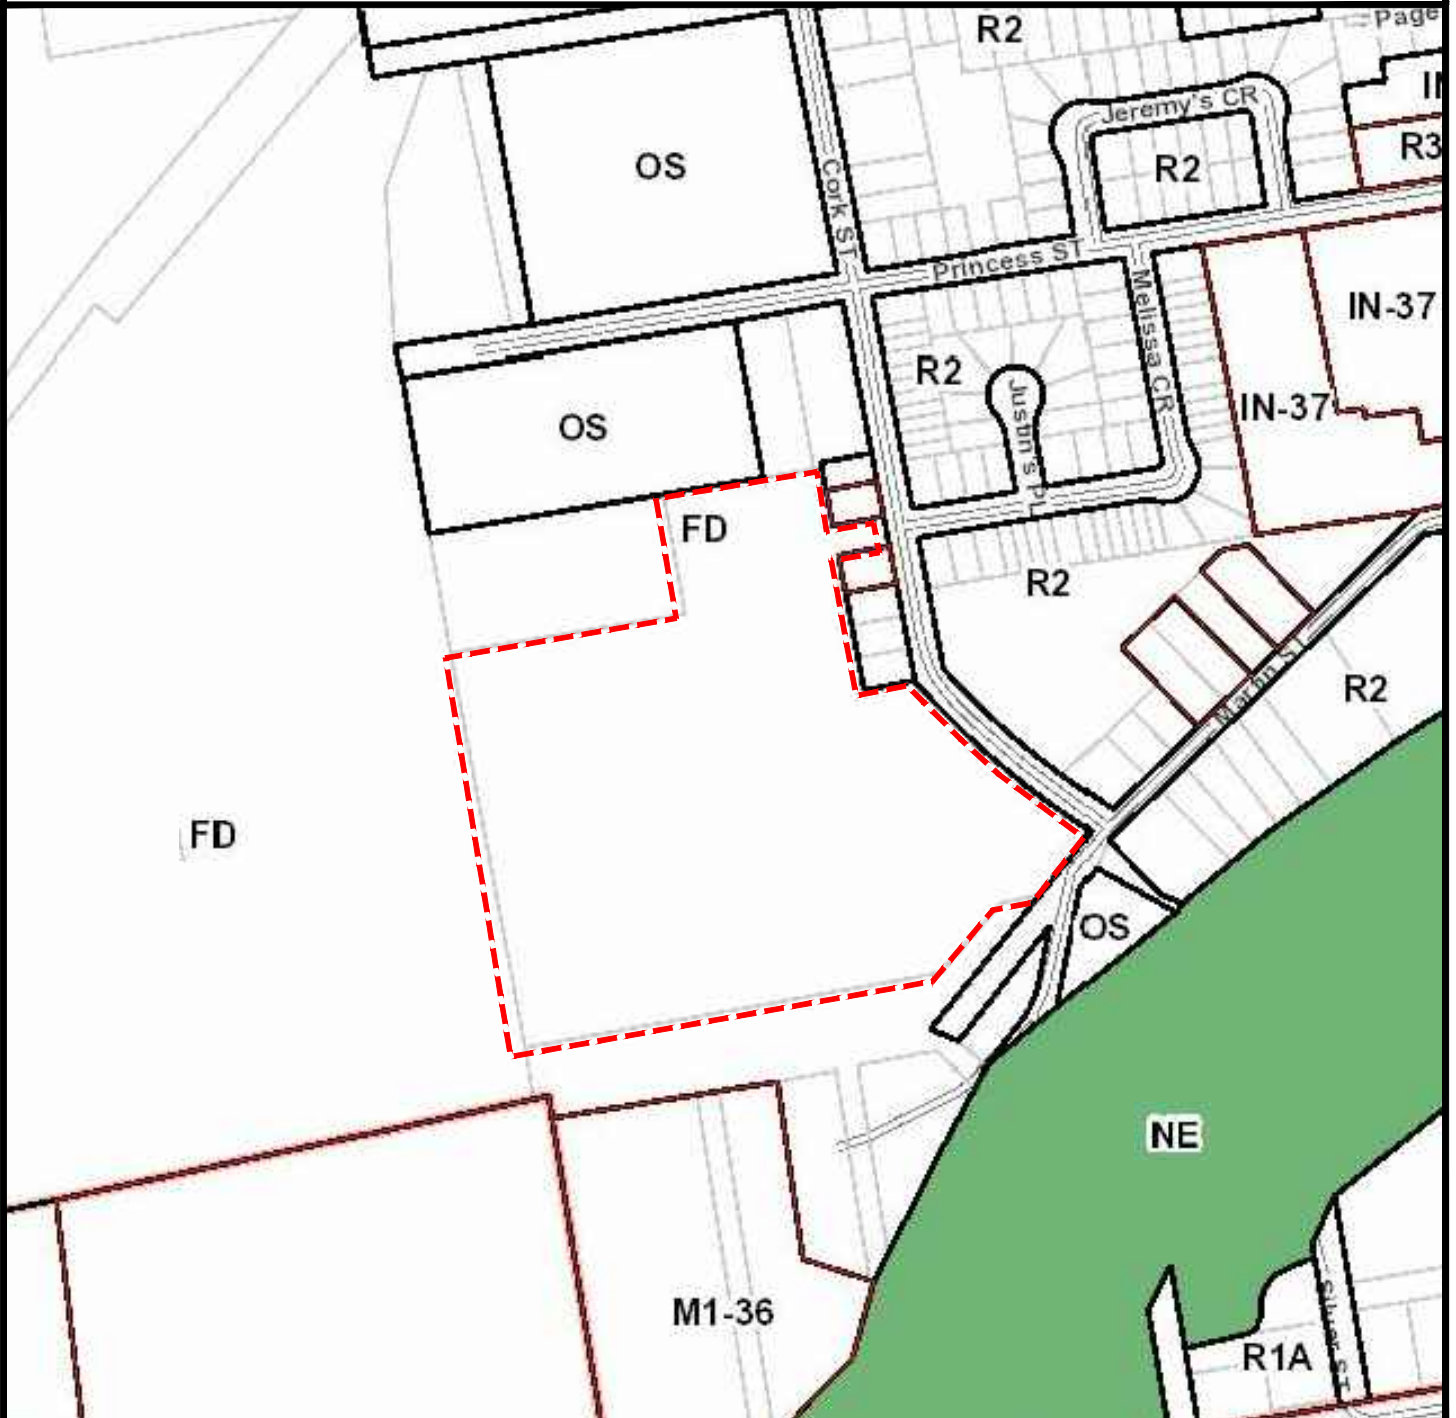 R2
Page
Jeremy's CR
IN
R3
OS
Cork ST
R2
Princess ST
Melissa CR
IN-37
R2
Justin's PL
IN-37
OS
FD
R2
Martin ST
R2
FD
OS
NE
M1-36
Silver ST
R1A